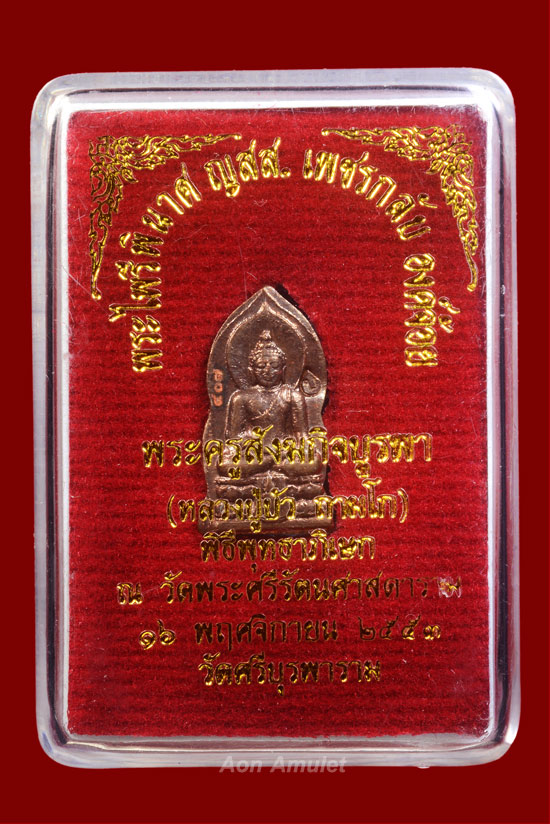 พระไพรีพินาศ ญสส. เพชรกลับ องค์จ้อย
๔๐๗
พระครูสังฆกิจบูรพา
(หลวงปู่บัว ถามโก)
พิธีพุทธาภิเษก
ณ วัดพระศรีรัตนศาสดาราม
๑๖ พฤศจิกายน ๒๕๕๓
วัดศรีบุรพาราม
Aon Amulet